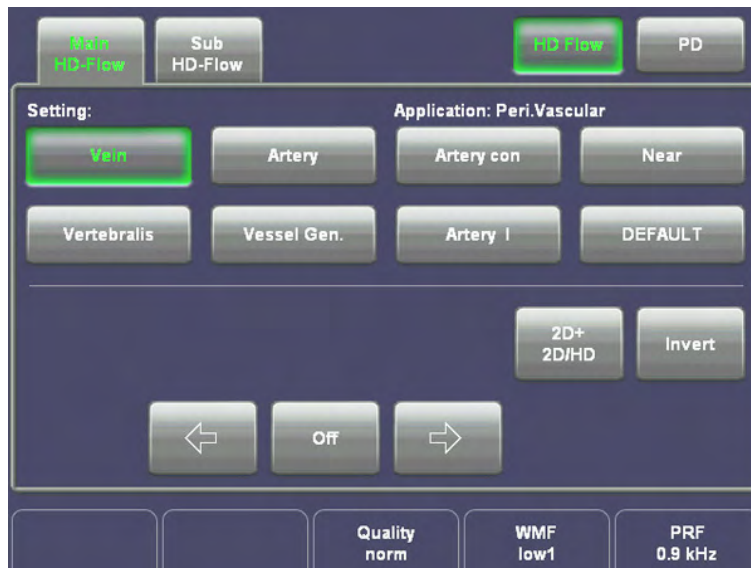 Main
HD-Flow
Sub
HD-Flow
HD Flow
PD
Setting:
Application: Peri.Vascular
Vein
Artery
Artery con
Near
Vertebralis
Vessel Gen.
Artery I
DEFAULT
2D+
2D/HD
Invert
Off
Quality
norm
WMF
low1
PRF
0.9 kHz